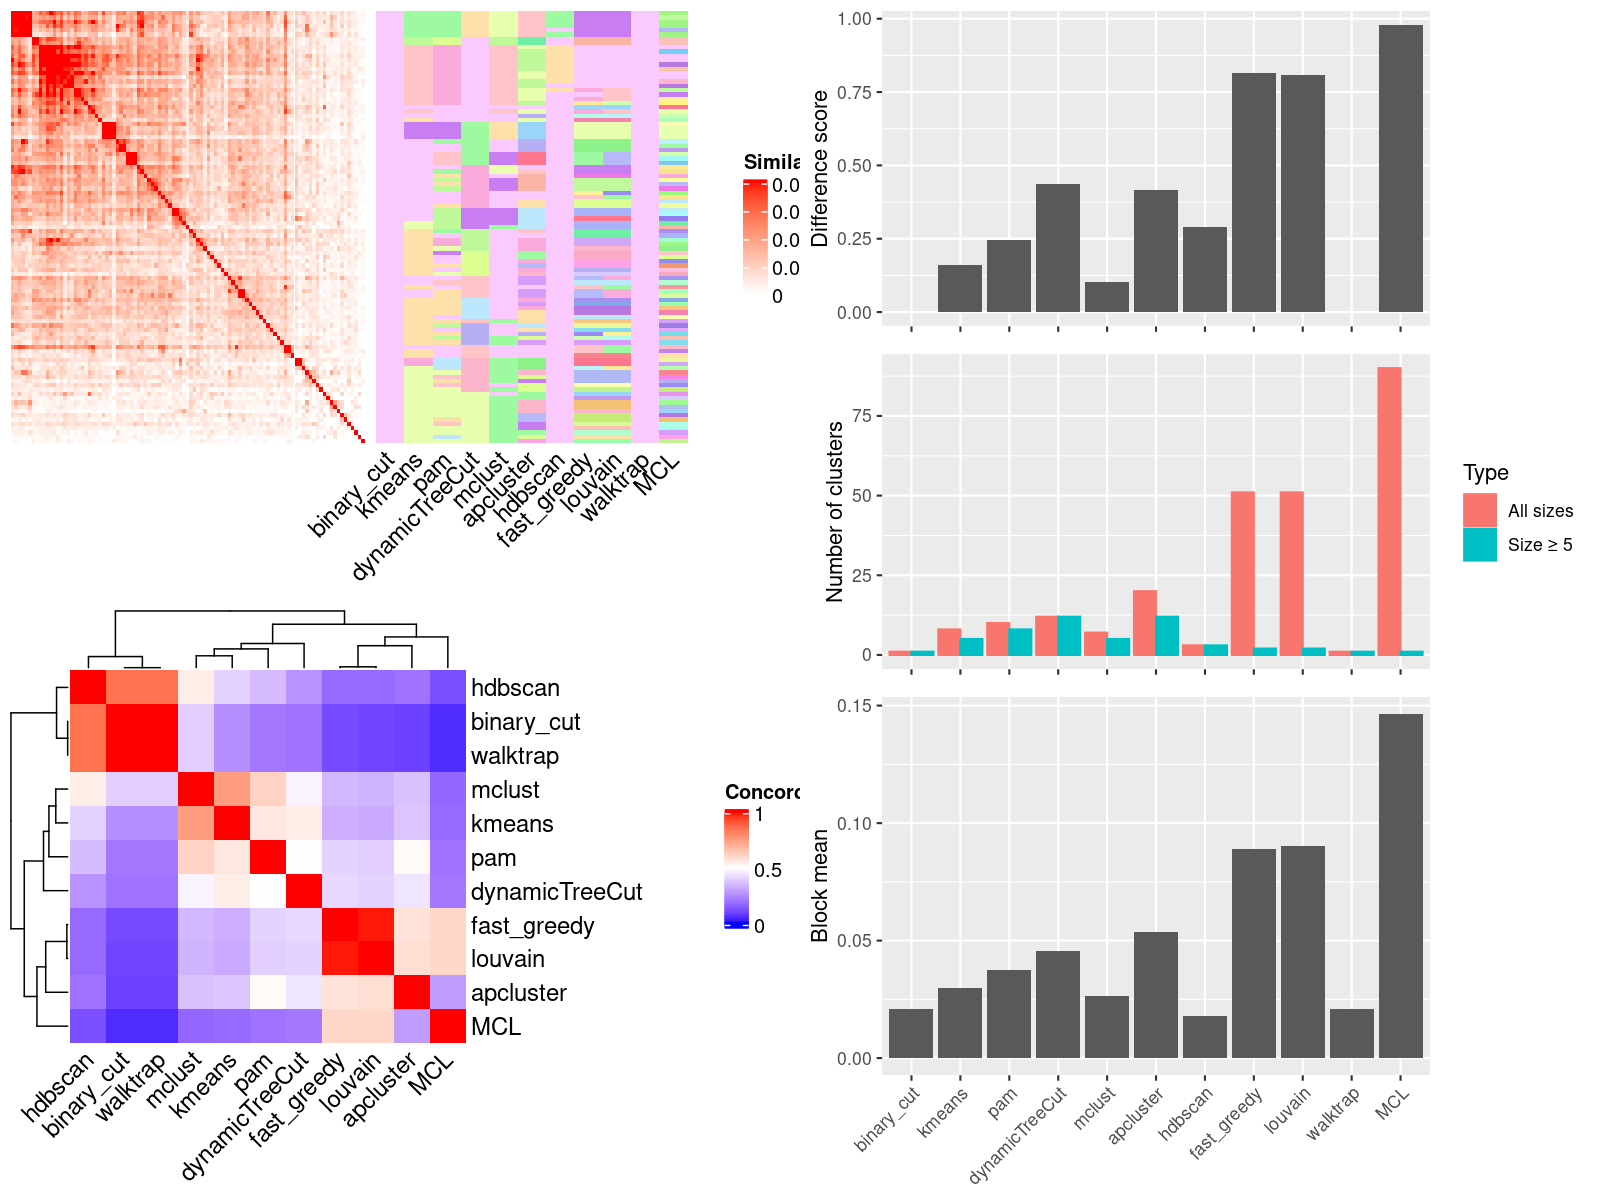 Simila
0.0
0.0
0.0
0.0
0
binary_cut
kmeans
pam
dynamicTreeCut
mclust
apcluster
hdbscan
fast_greedy
louvain
walktrap
MCL
hdbscan
binary_cut
walktrap
mclust
kmeans
pam
dynamicTreeCut
fast_greedy
louvain
apcluster
MCL
hdbscan
binary_cut
walktrap
mclust
kmeans
pam
dynamicTreeCut
fast_greedy
louvain
apcluster
MCL
Concord
1
0.5
0
Difference score
1.00
0.75
0.50
0.25
0.00
Number of clusters
75
50
25
0
Type
All sizes
Size ≥ 5
Block mean
0.15
0.10
0.05
0.00
binary_cut
kmeans
pam
dynamicTreeCut
mclust
apcluster
hdbscan
fast_greedy
louvain
walktrap
MCL